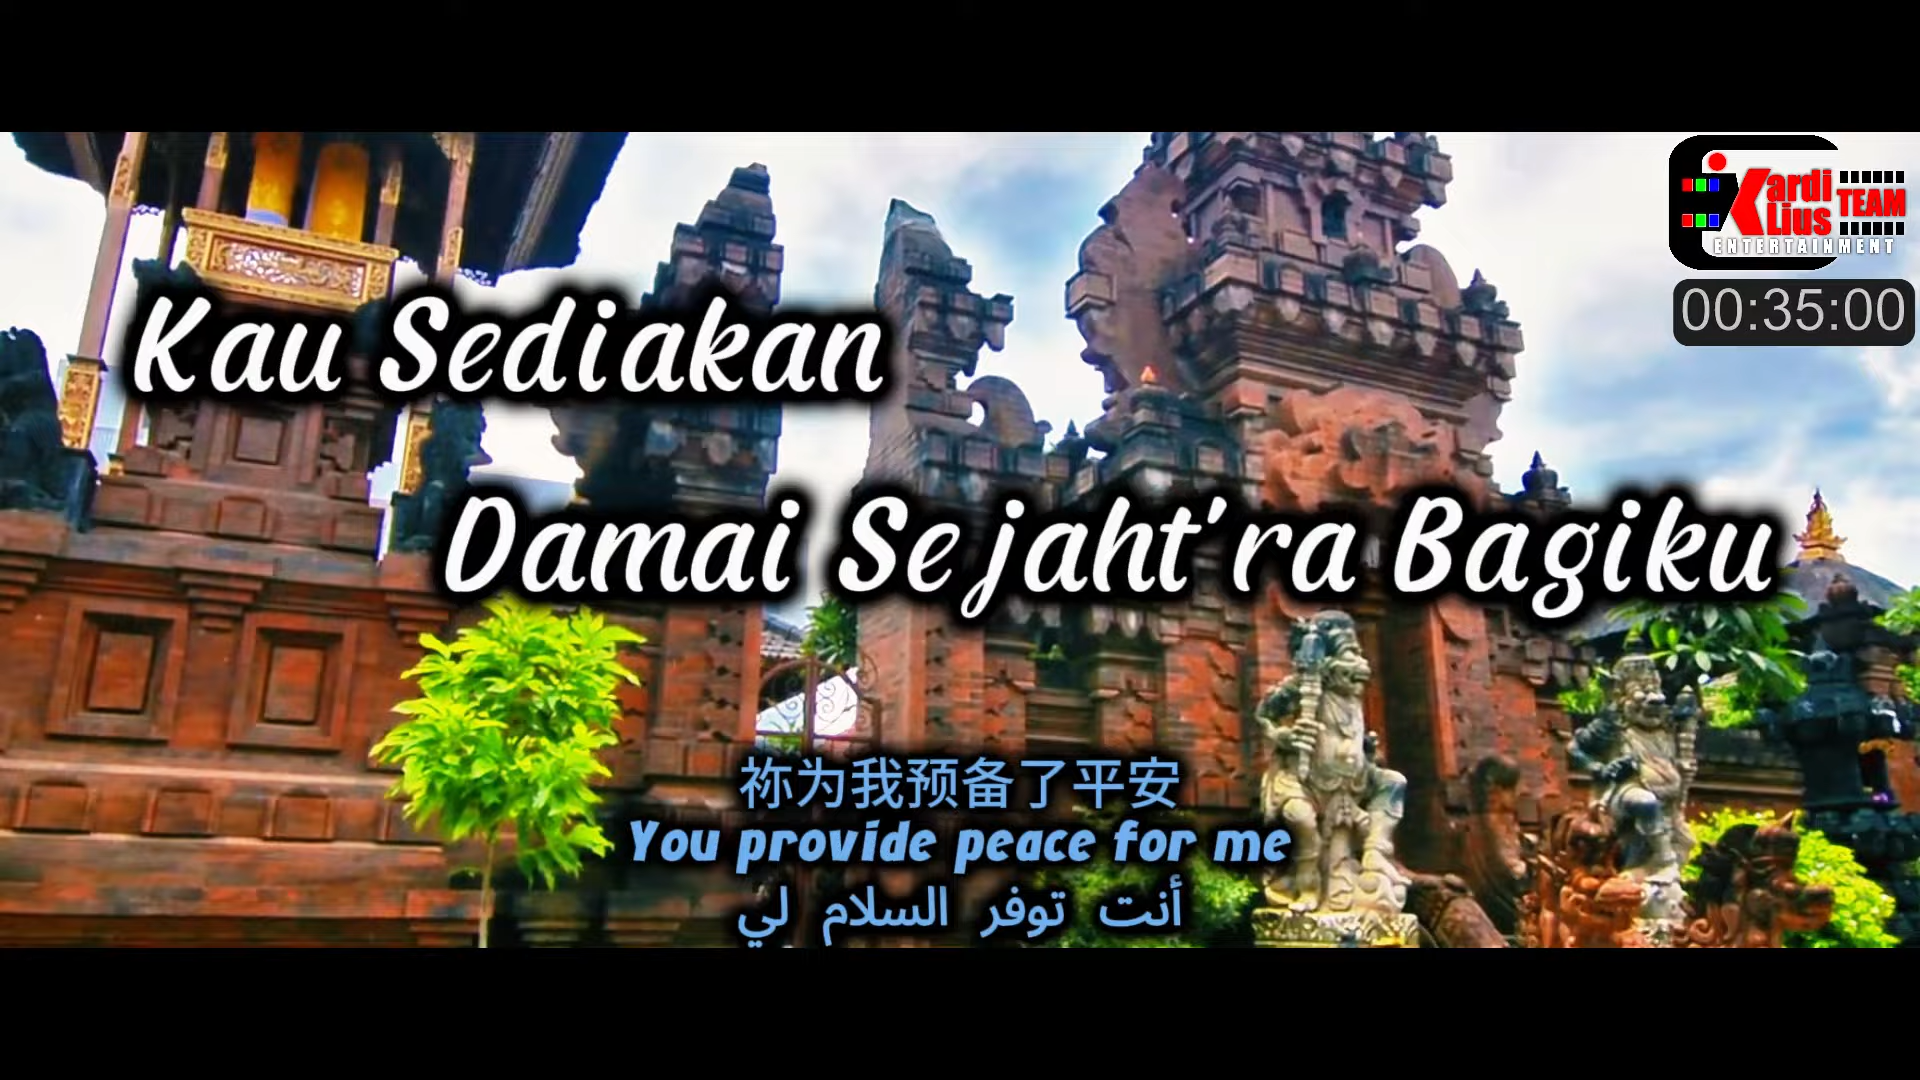 Kardi
Lius TEAM
ENTERTAINMENT
00:35:00
Kau Sediakan
Damai Sejaht'ra Bagiku
祢为我预备了平安
You provide peace for me
أنت توفر السلام لي